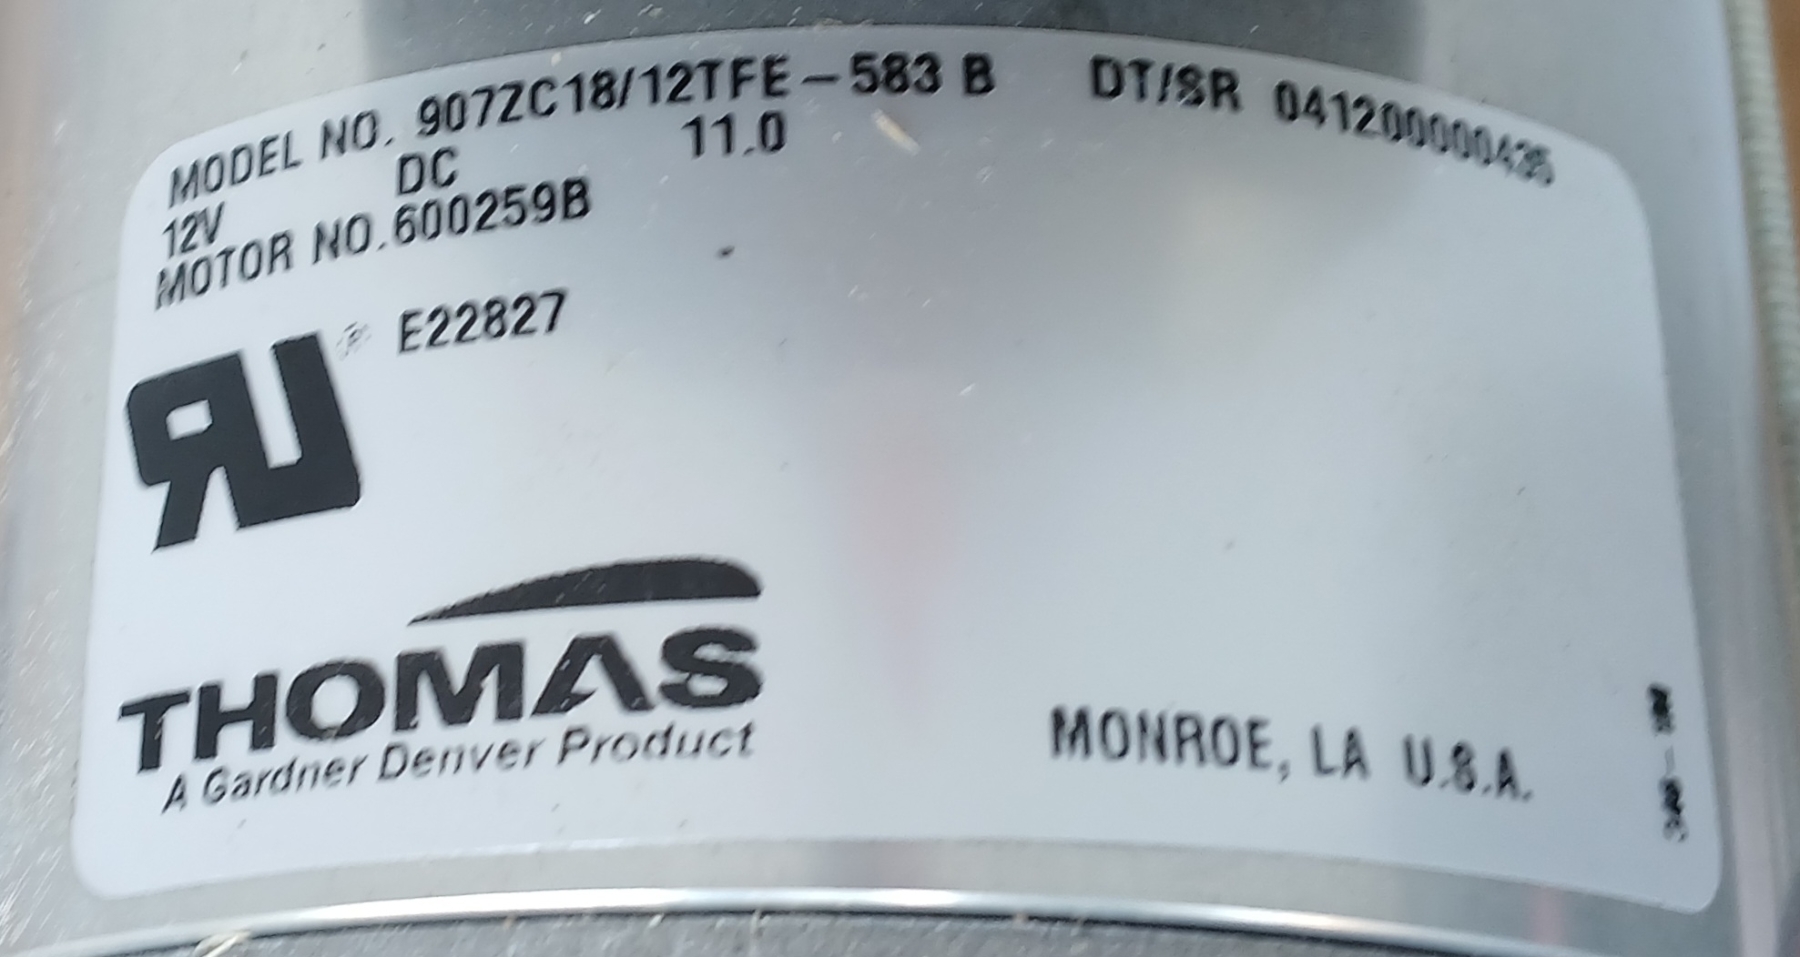 MODEL NO. 907ZC18/12TFE-583 B DT/SR 041200000435
12V DC 11.0
MOTOR NO. 600259B
® E22827
THOMAS
A Gardner Denver Product
MONROE, LA U.S.A.